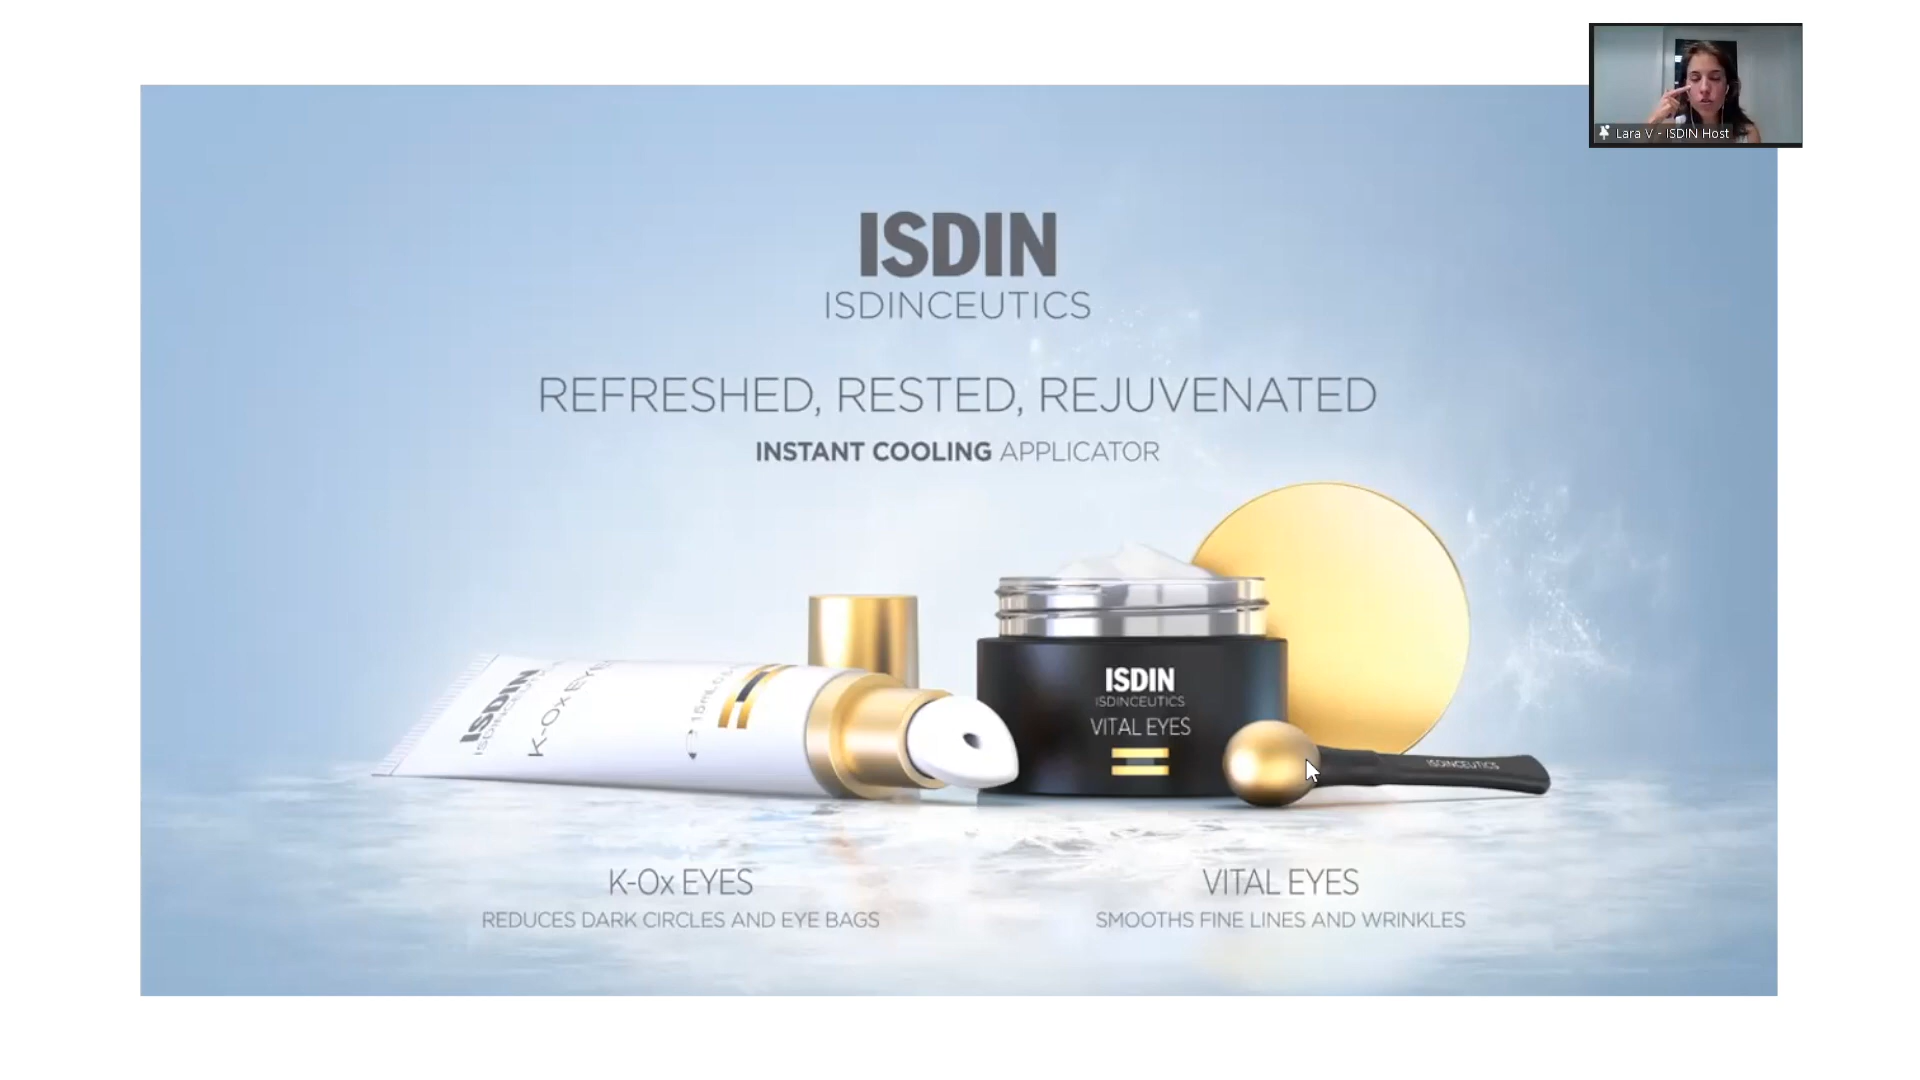 Lara V - ISDIN Host
ISDIN
ISDINCEUTICS
REFRESHED, RESTED, REJUVENATED
INSTANT COOLING APPLICATOR
ISDIN
K-Ox EYES
15mL
ISDIN
ISDINCEUTICS
VITAL EYES
ISDINCEUTICS
K-Ox EYES
REDUCES DARK CIRCLES AND EYE BAGS
VITAL EYES
SMOOTHS FINE LINES AND WRINKLES